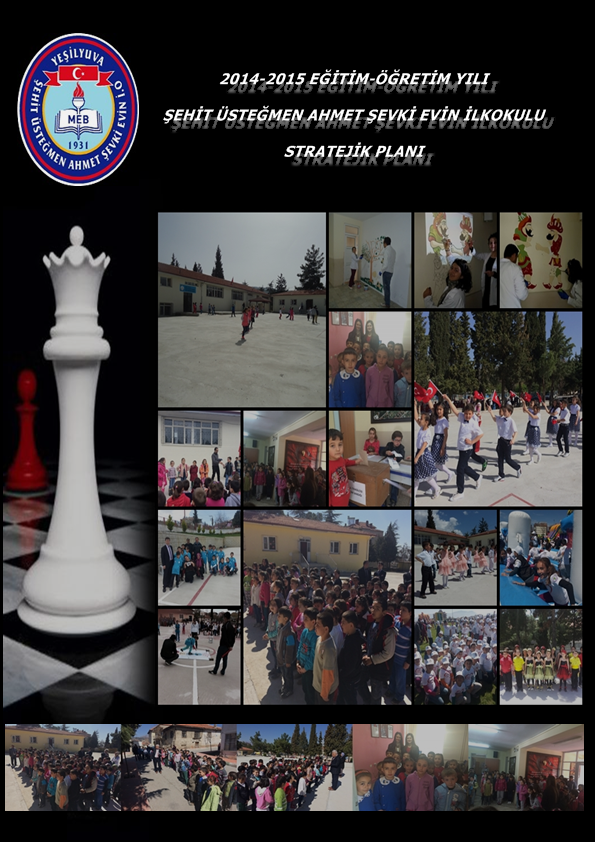 YEŞİLYUVA
ŞEHİT ÜSTEĞMEN AHMET ŞEVKİ EVİN İ.O
MEB
1931
2014-2015 EĞİTİM-ÖĞRETİM YILI
ŞEHİT ÜSTEĞMEN AHMET ŞEVKİ EVİN İLKOKULU
STRATEJİK PLANI